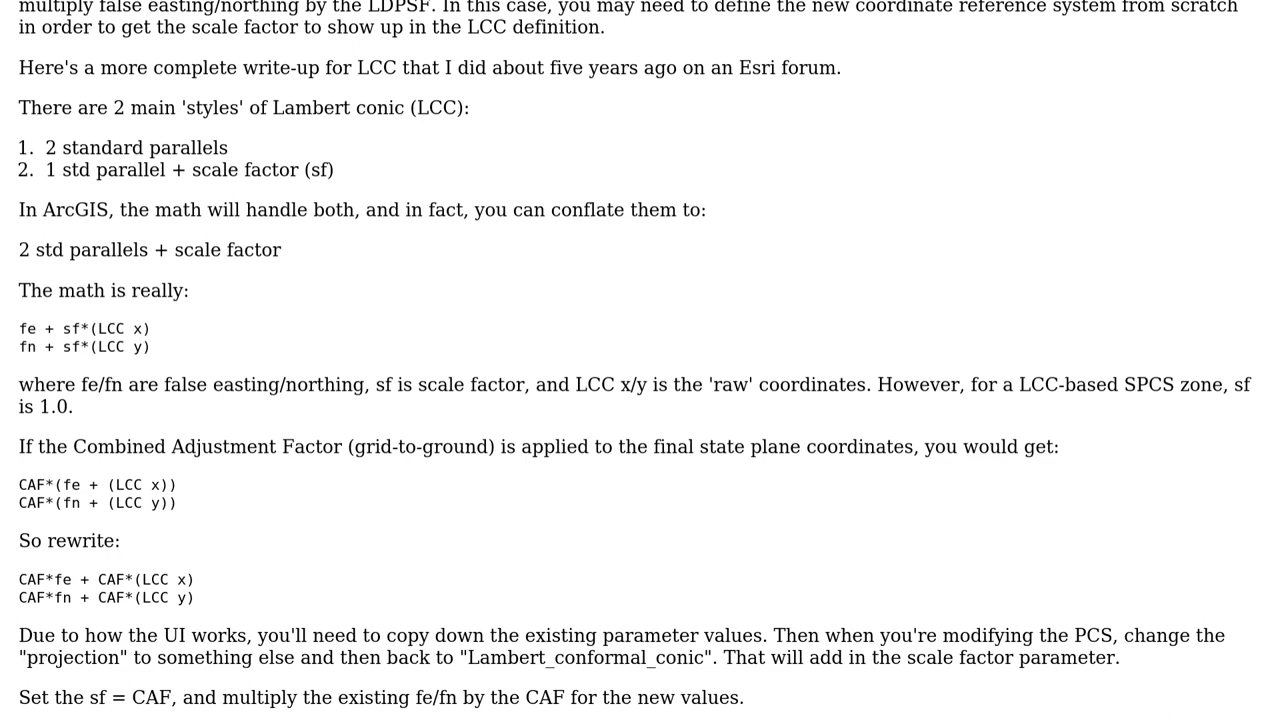 multiply false easting/northing by the LDPSF. In this case, you may need to define the new coordinate reference system from scratch
in order to get the scale factor to show up in the LCC definition.
Here's a more complete write-up for LCC that I did about five years ago on an Esri forum.
There are 2 main 'styles' of Lambert conic (LCC):
1. 2 standard parallels
2. 1 std parallel + scale factor (sf)
In ArcGIS, the math will handle both, and in fact, you can conflate them to:
2 std parallels + scale factor
The math is really:
fe + sf*(LCC x)
fn + sf*(LCC y)
where fe/fn are false easting/northing, sf is scale factor, and LCC x/y is the 'raw' coordinates. However, for a LCC-based SPCS zone, sf
is 1.0.
If the Combined Adjustment Factor (grid-to-ground) is applied to the final state plane coordinates, you would get:
CAF*(fe + (LCC x))
CAF*(fn + (LCC y))
So rewrite:
CAF*fe + CAF*(LCC x)
CAF*fn + CAF*(LCC y)
Due to how the UI works, you'll need to copy down the existing parameter values. Then when you're modifying the PCS, change the
"projection" to something else and then back to "Lambert_conformal_conic". That will add in the scale factor parameter.
Set the sf = CAF, and multiply the existing fe/fn by the CAF for the new values.